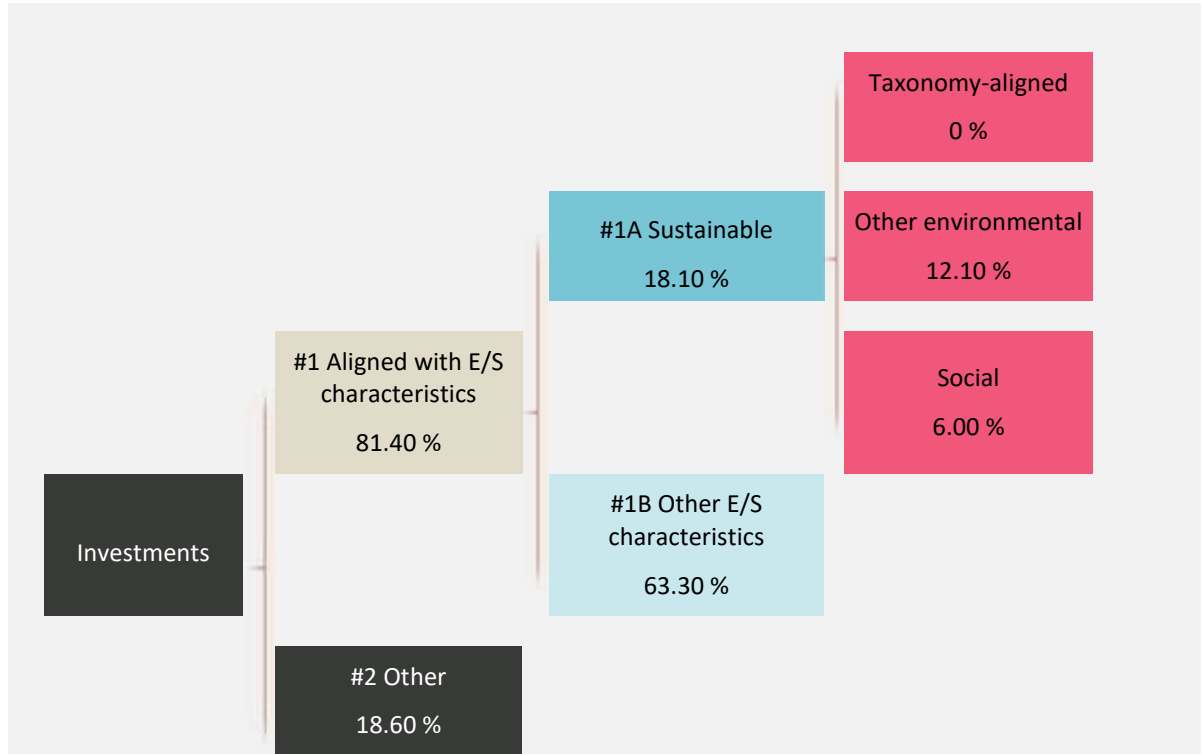 Investments
#1 Aligned with E/S
characteristics
81.40 %
#2 Other
18.60 %
#1A Sustainable
18.10 %
#1B Other E/S
characteristics
63.30 %
Taxonomy-aligned
0 %
Other environmental
12.10 %
Social
6.00 %